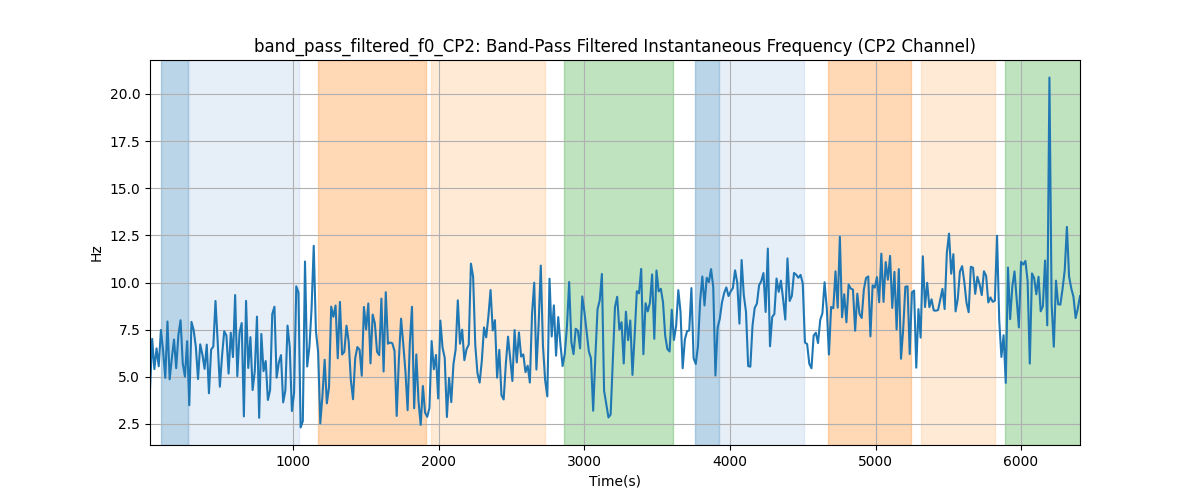 band_pass_filtered_f0_CP2: Band-Pass Filtered Instantaneous Frequency (CP2 Channel)
20.0
17.5
15.0
12.5
10.0
7.5
5.0
2.5
Hz
1000 2000 3000 4000 5000 6000
Time(s)